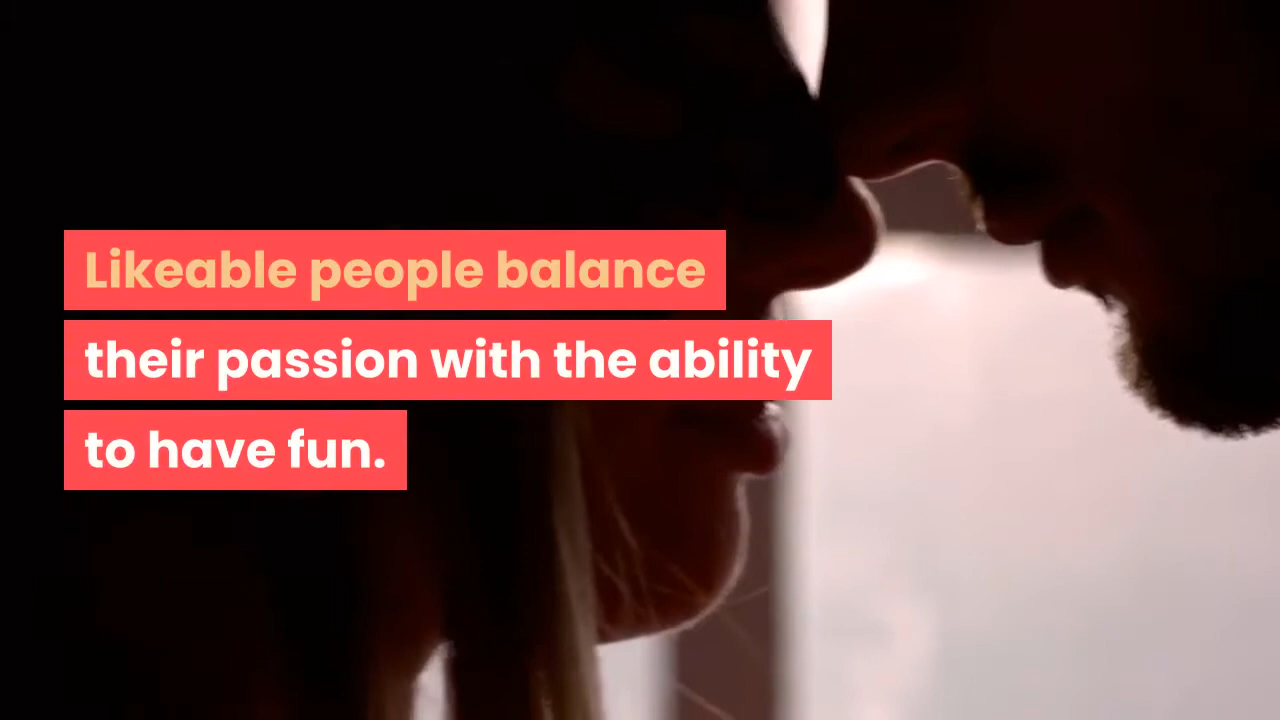 Likeable people balance
their passion with the ability
to have fun.